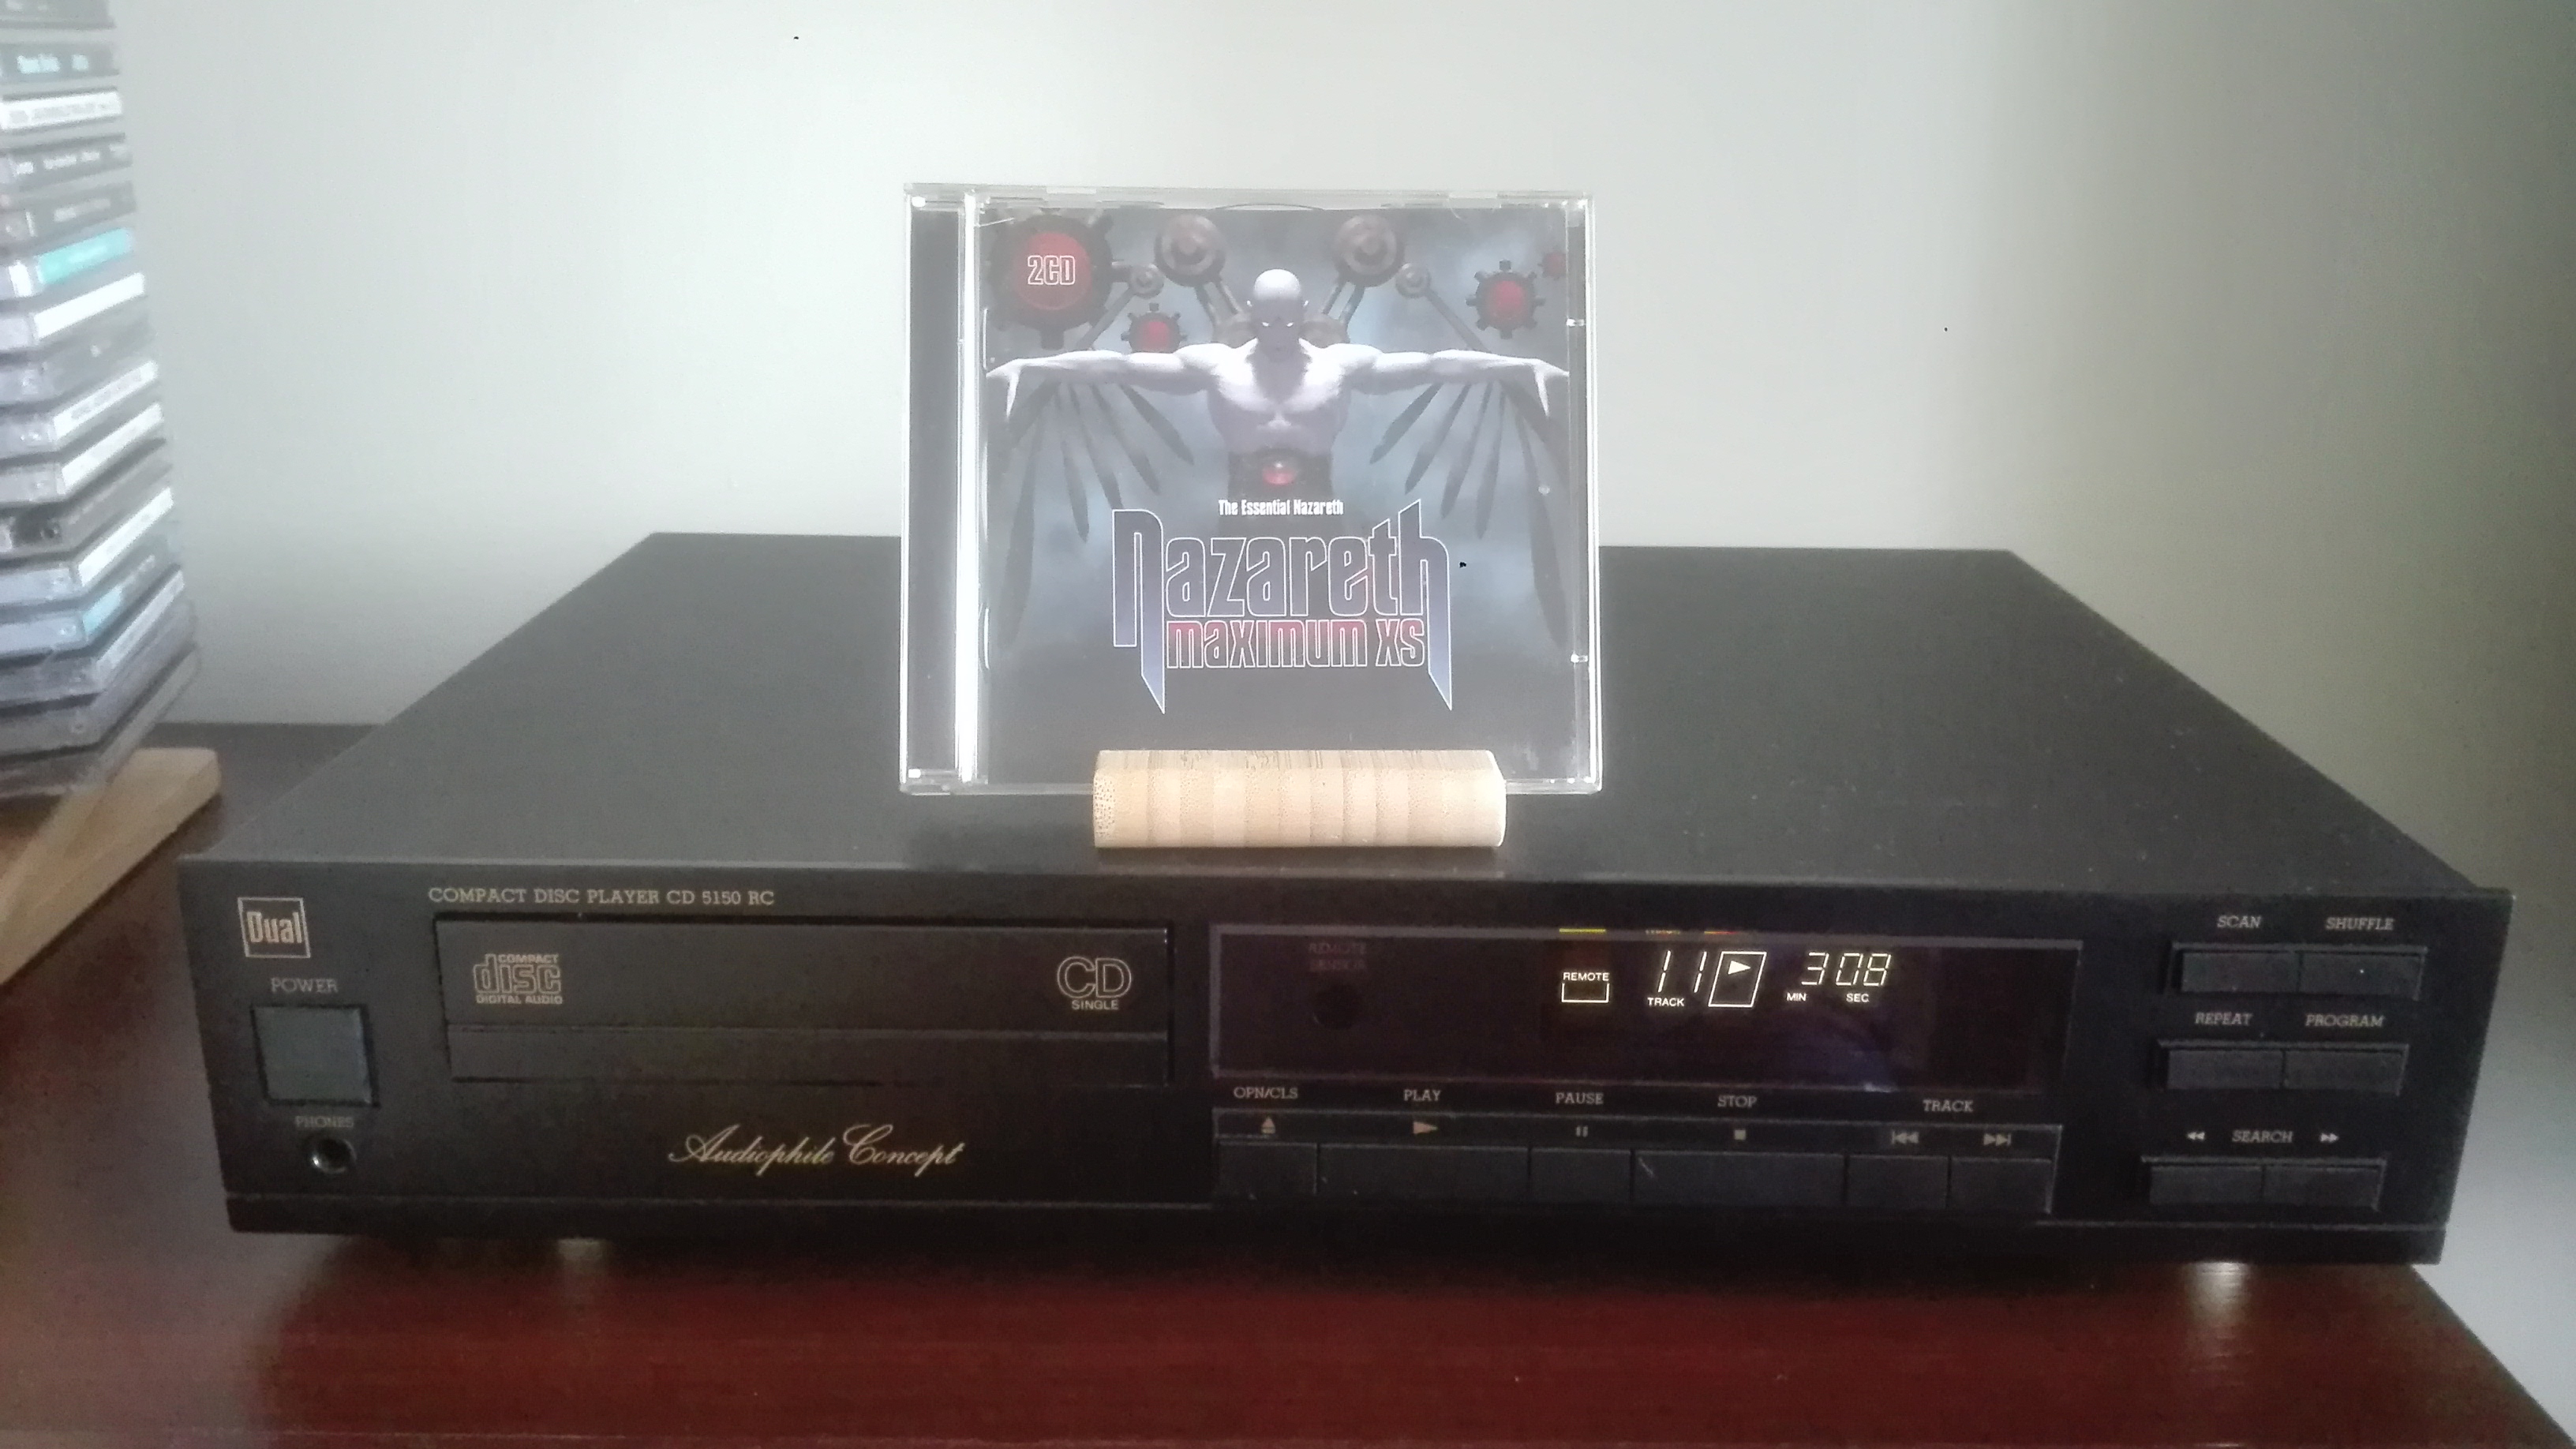 2CD
The Essential Nazareth
Nazareth
maximum xs
Dual
COMPACT DISC PLAYER CD 5150 RC
POWER
PHONES
COMPACT
disc
DIGITAL AUDIO
CD
SINGLE
Audiophile Concept
REMOTE
SENSOR
REMOTE
11
TRACK
3 08
MIN SEC
OPN/CLS PLAY PAUSE STOP TRACK
SCAN SHUFFLE
REPEAT PROGRAM
SEARCH